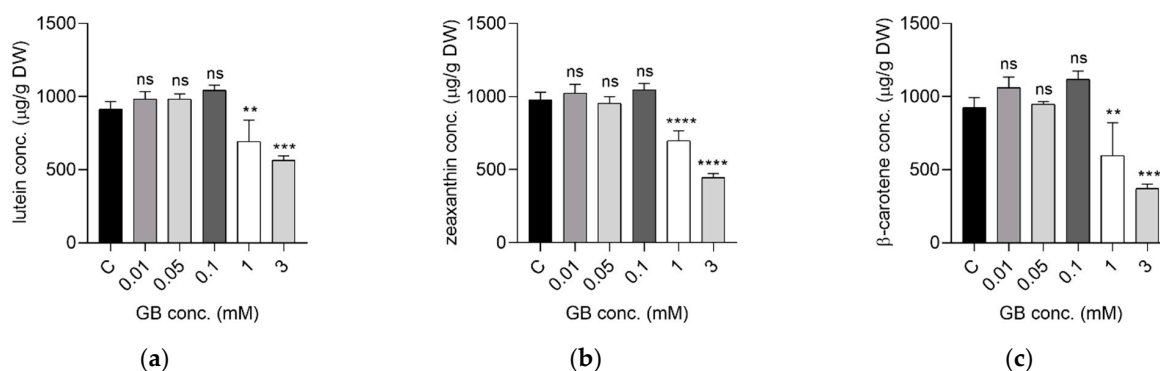 lutein conc. (µg/g DW)
1500
1000
500
0
ns
ns
ns
**
***
C
0.01
0.05
0.1
1
3
GB conc. (mM)
(a)
zeaxanthin conc. (µg/g DW)
1500
1000
500
0
ns
ns
ns
****
****
C
0.01
0.05
0.1
1
3
GB conc. (mM)
(b)
β-carotene conc. (µg/g DW)
1500
1000
500
0
ns
ns
ns
**
***
C
0.01
0.05
0.1
1
3
GB conc. (mM)
(c)